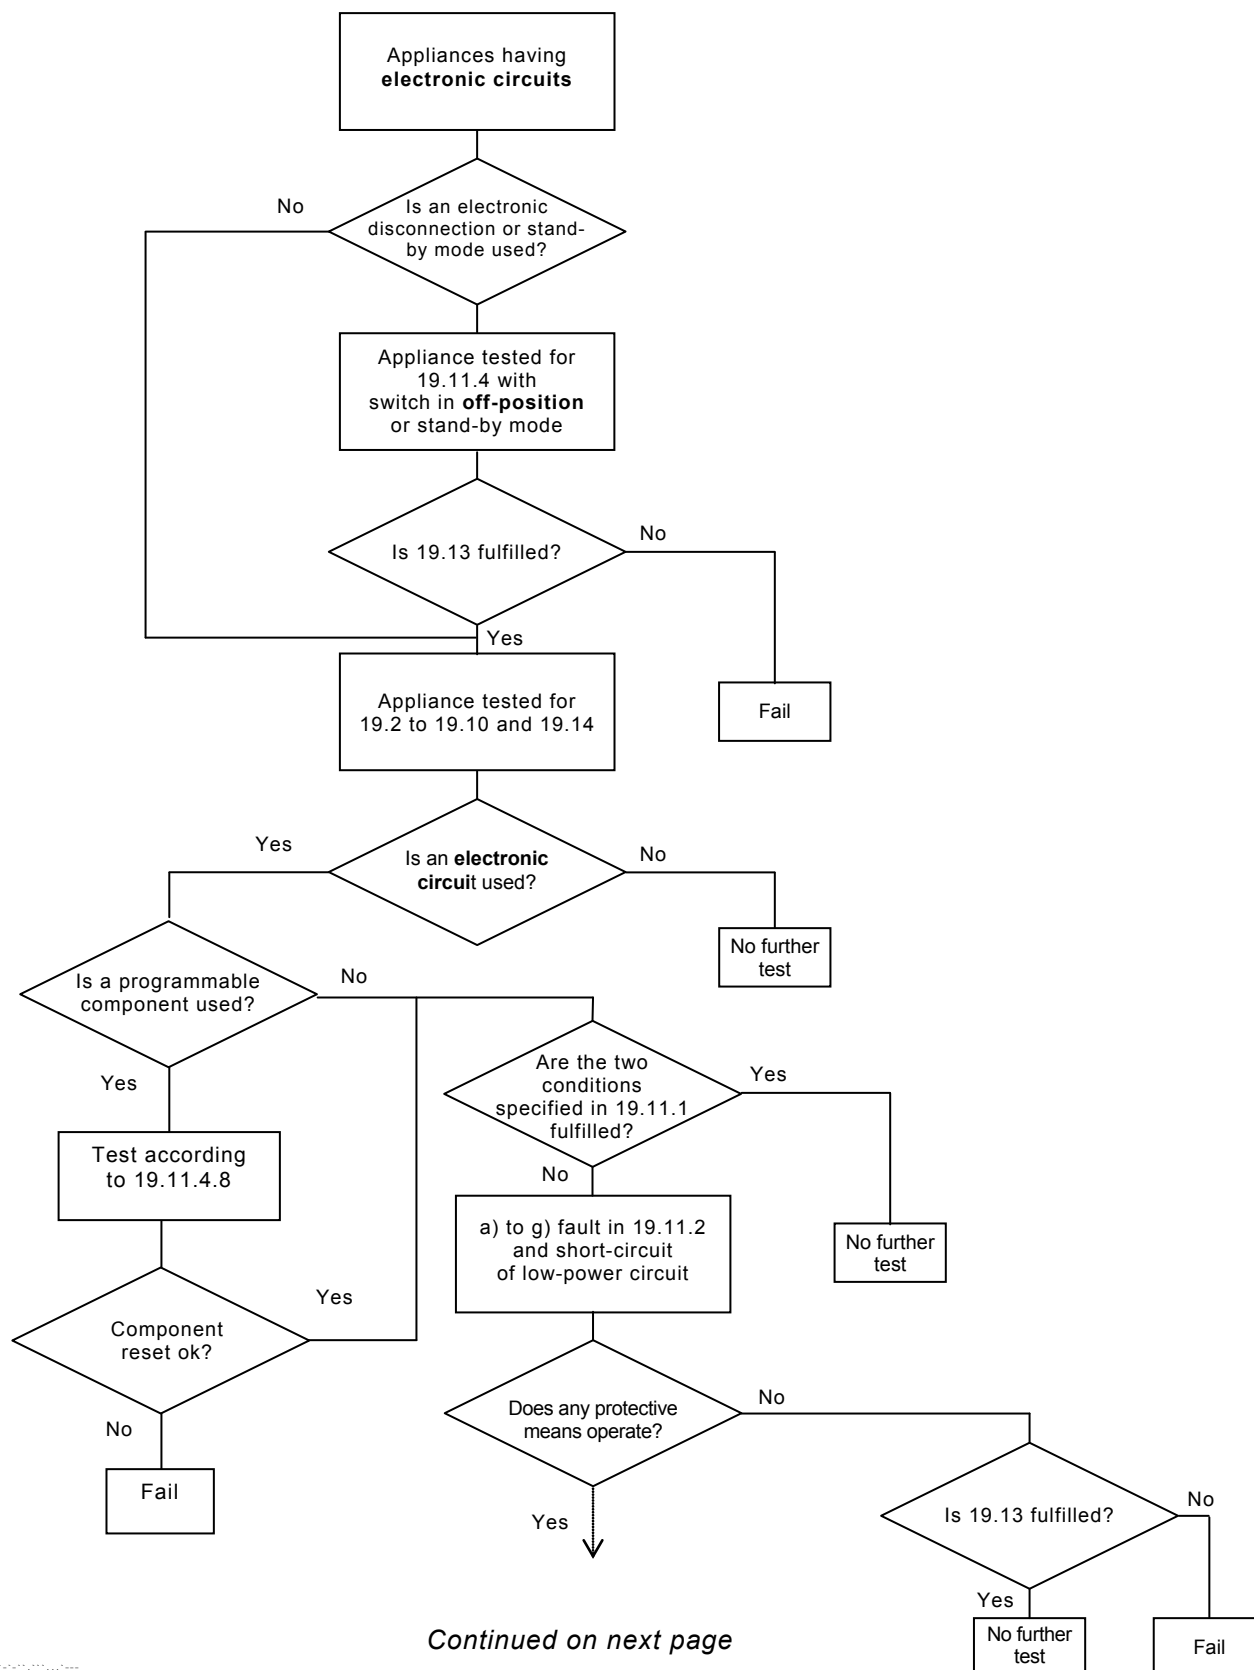 Appliances having
electronic circuits
No
Is an electronic
disconnection or stand-
by mode used?
Appliance tested for
19.11.4 with
switch in off-position
or stand-by mode
Is 19.13 fulfilled?
No
Yes
Appliance tested for
19.2 to 19.10 and 19.14
Fail
Yes
Is an electronic
circuit used?
No
No further
test
Is a programmable
component used?
No
Are the two
conditions
specified in 19.11.1
fulfilled?
Yes
Yes
Test according
to 19.11.4.8
No
a) to g) fault in 19.11.2
and short-circuit
of low-power circuit
No further
test
Component
reset ok?
Yes
Does any protective
means operate?
No
No
Fail
Yes
Is 19.13 fulfilled?
No
Yes
No further
test
Fail
Continued on next page